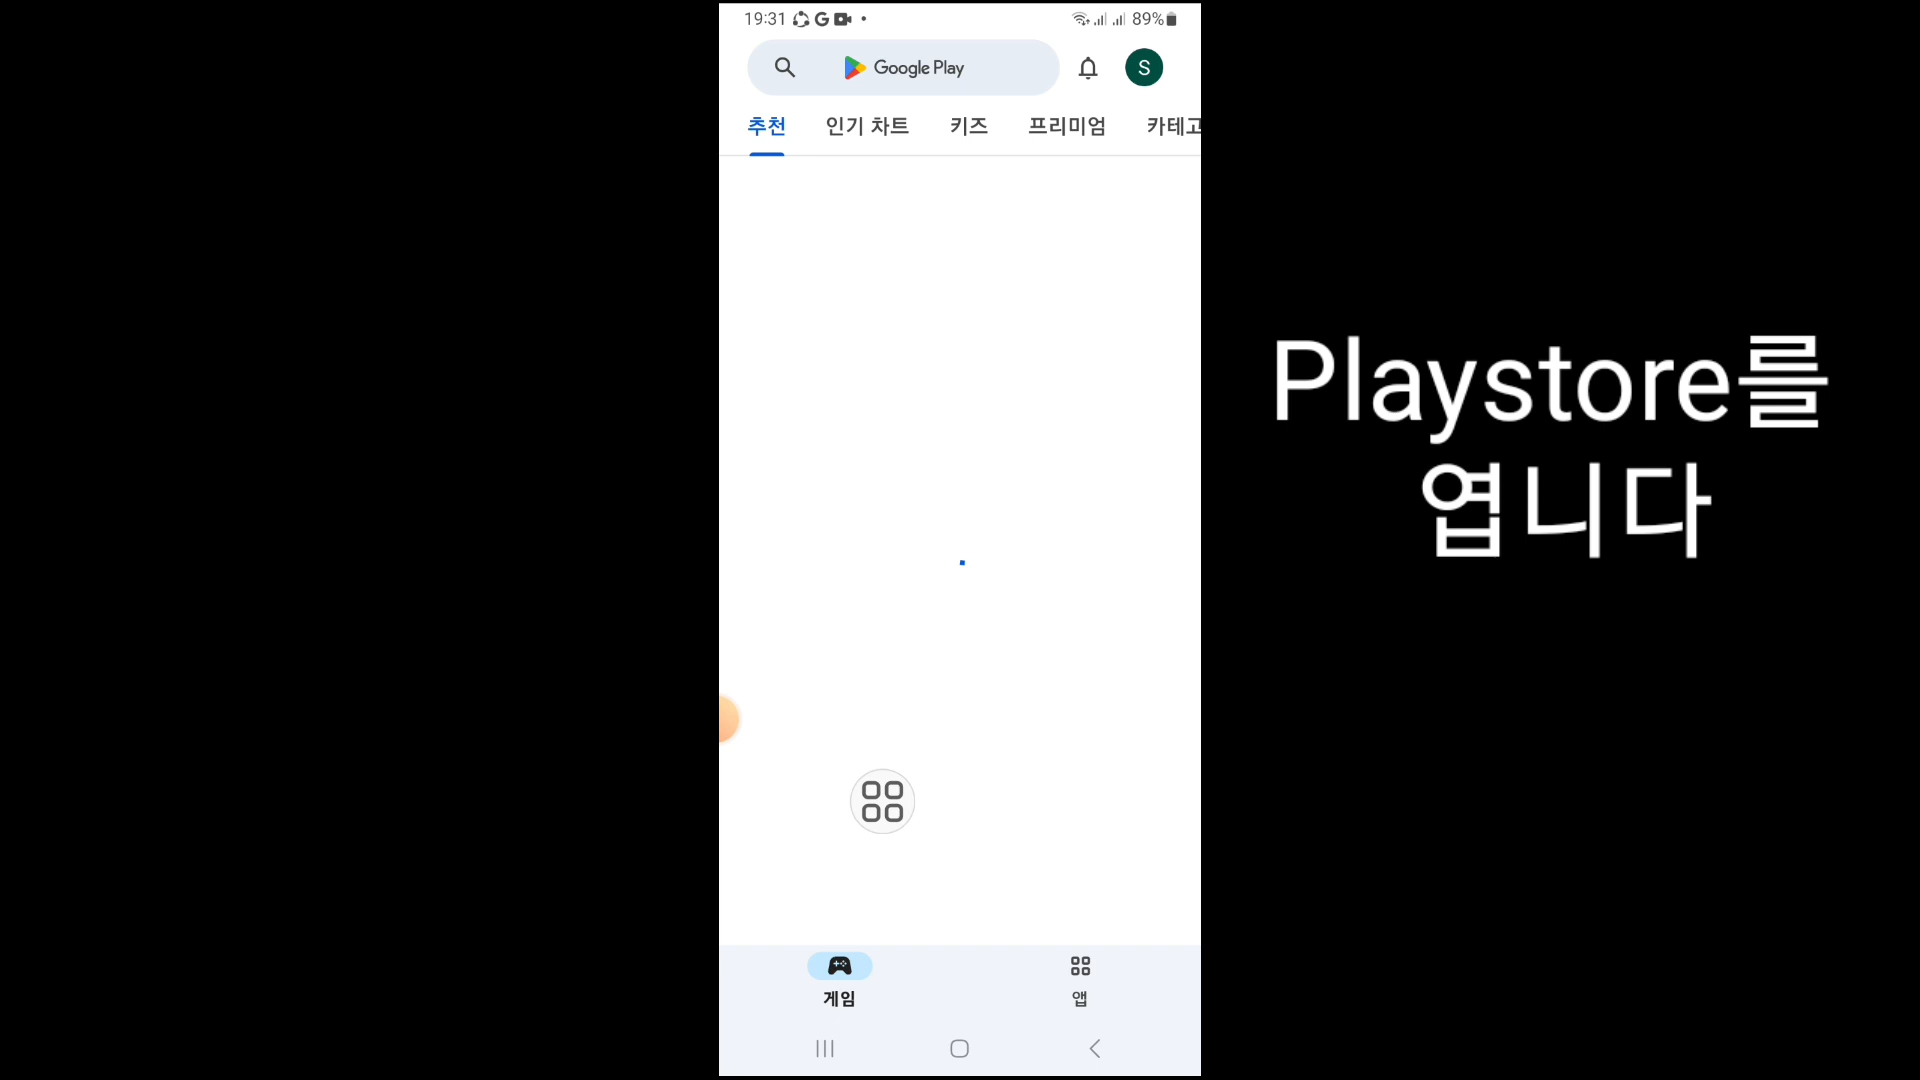 19:31
89%
Google Play
S
추천 인기 차트 키즈 프리미엄 카테고
Playstore를
엽니다
게임 앱